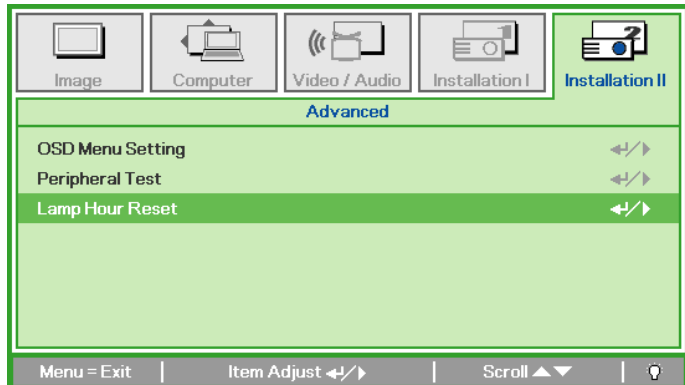 Image
Computer
Video / Audio
Installation I
Installation II
Advanced
OSD Menu Setting
Peripheral Test
Lamp Hour Reset
Menu = Exit | Item Adjust | Scroll |